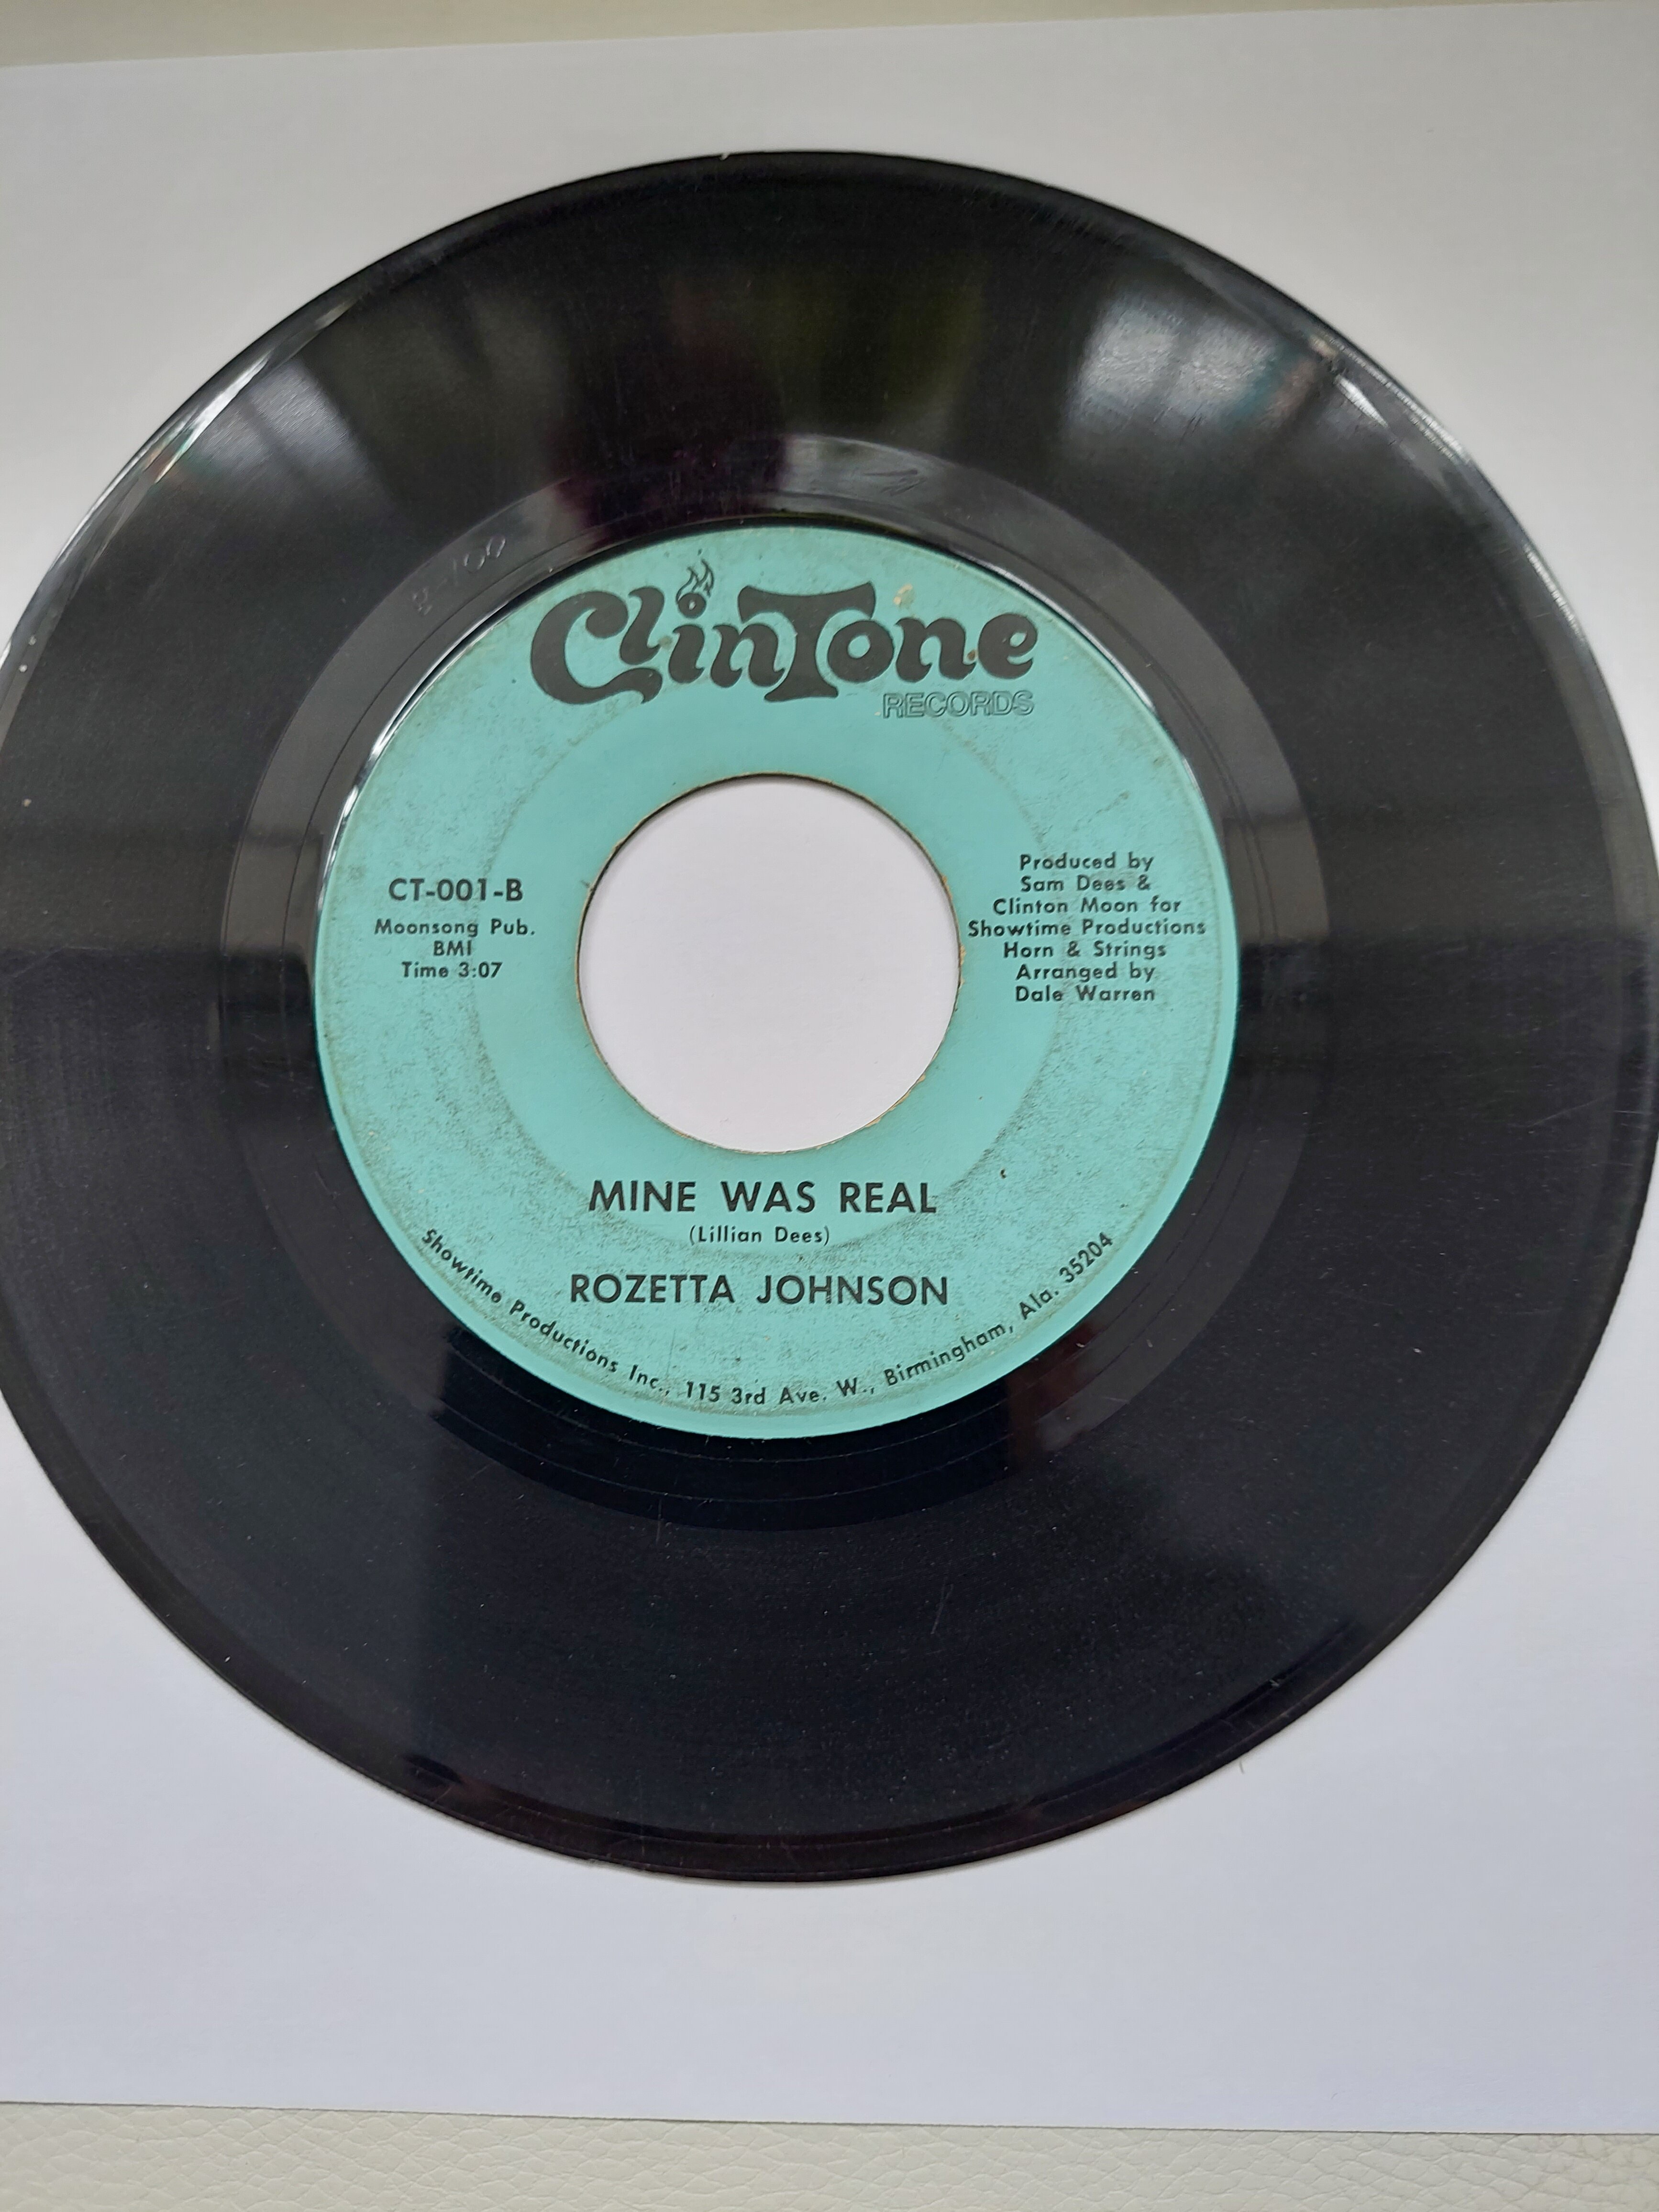 ClinTone
RECORDS
CT-001-B
Moonsong Pub.
BMI
Time 3:07
Produced by
Sam Dees &
Clinton Moon for
Showtime Productions
Horn & Strings
Arranged by
Dale Warren
MINE WAS REAL
(Lillian Dees)
ROZETTA JOHNSON
Showtime Productions Inc., 115 3rd Ave. W., Birmingham, Ala. 35204